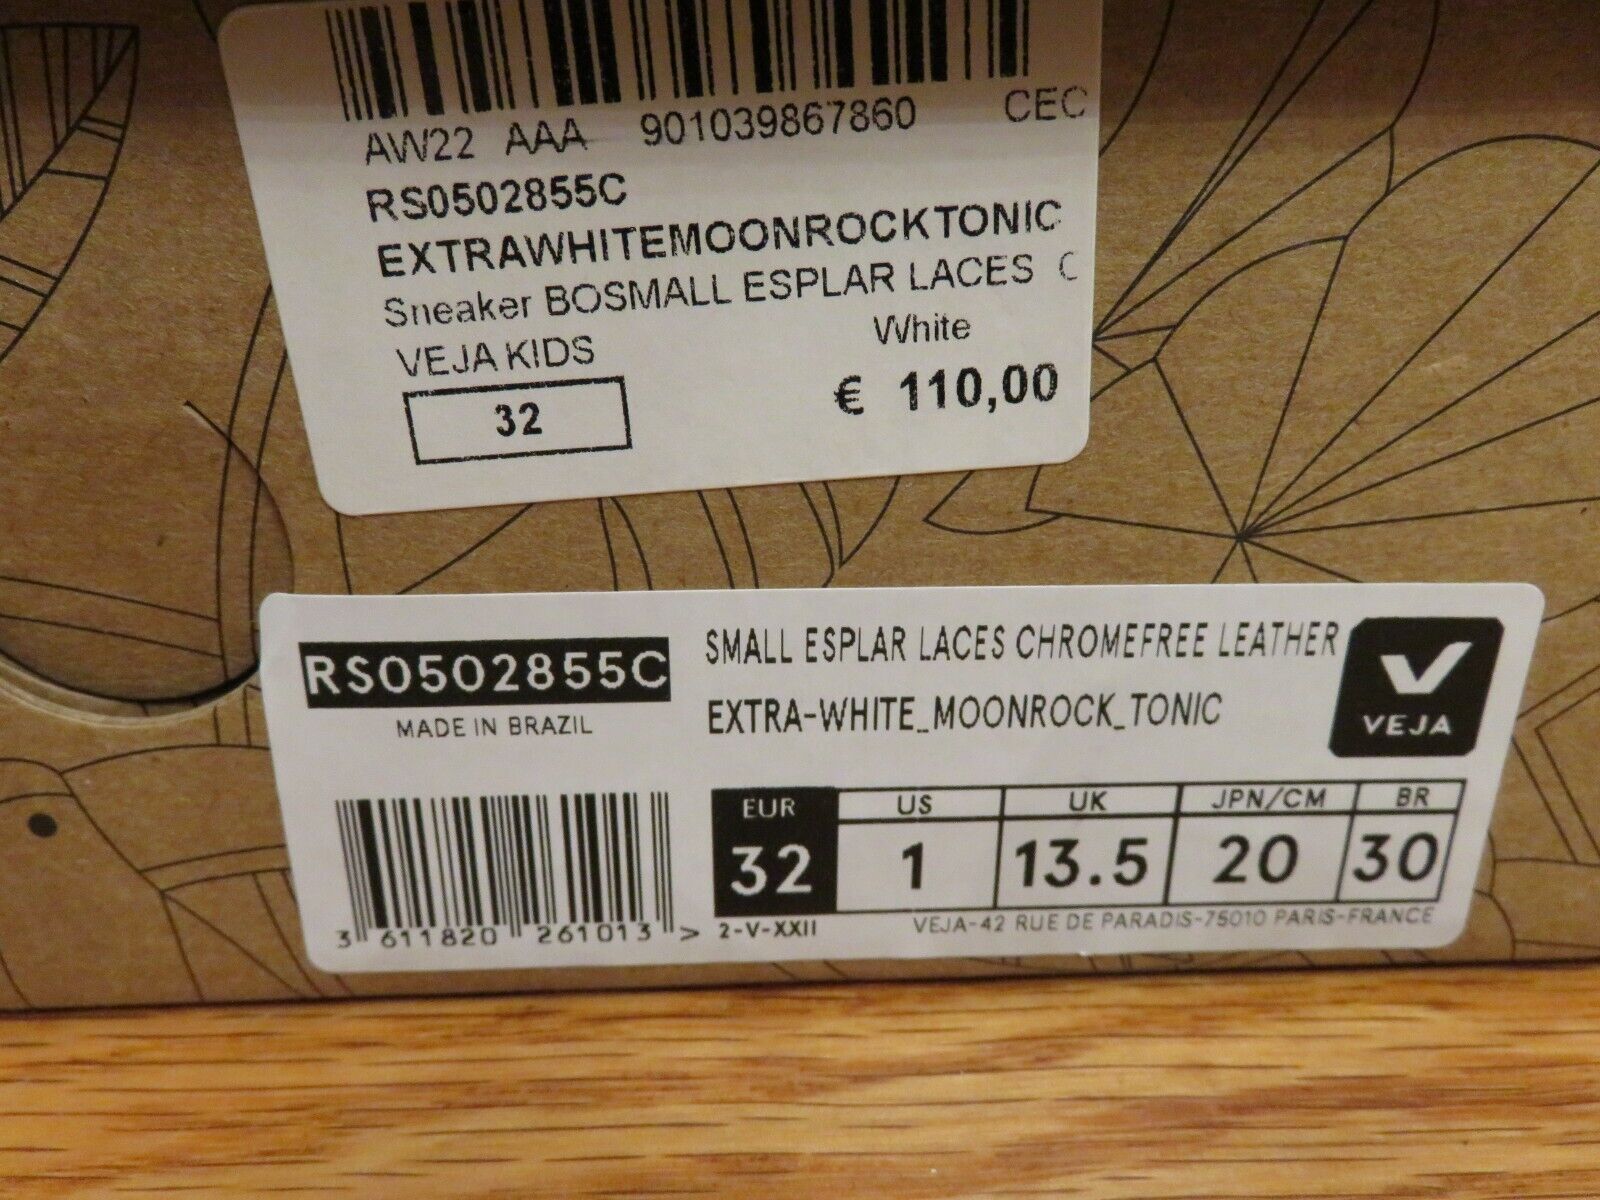 AW22 AAA 901039867860 CEC
RS0502855C
EXTRAWHITEMOONROCKTONIC
Sneaker BOSMALL ESPLAR LACES C
White
VEJA KIDS
32
€ 110,00
RS0502855C
MADE IN BRAZIL
SMALL ESPLAR LACES CHROMEFREE LEATHER
EXTRA-WHITE_MOONROCK_TONIC
VEJA
EUR US UK JPN/CM BR
32 1 13.5 20 30
3 611820 261013 >
2-V-XXII
VEJA-42 RUE DE PARADIS-75010 PARIS-FRANCE